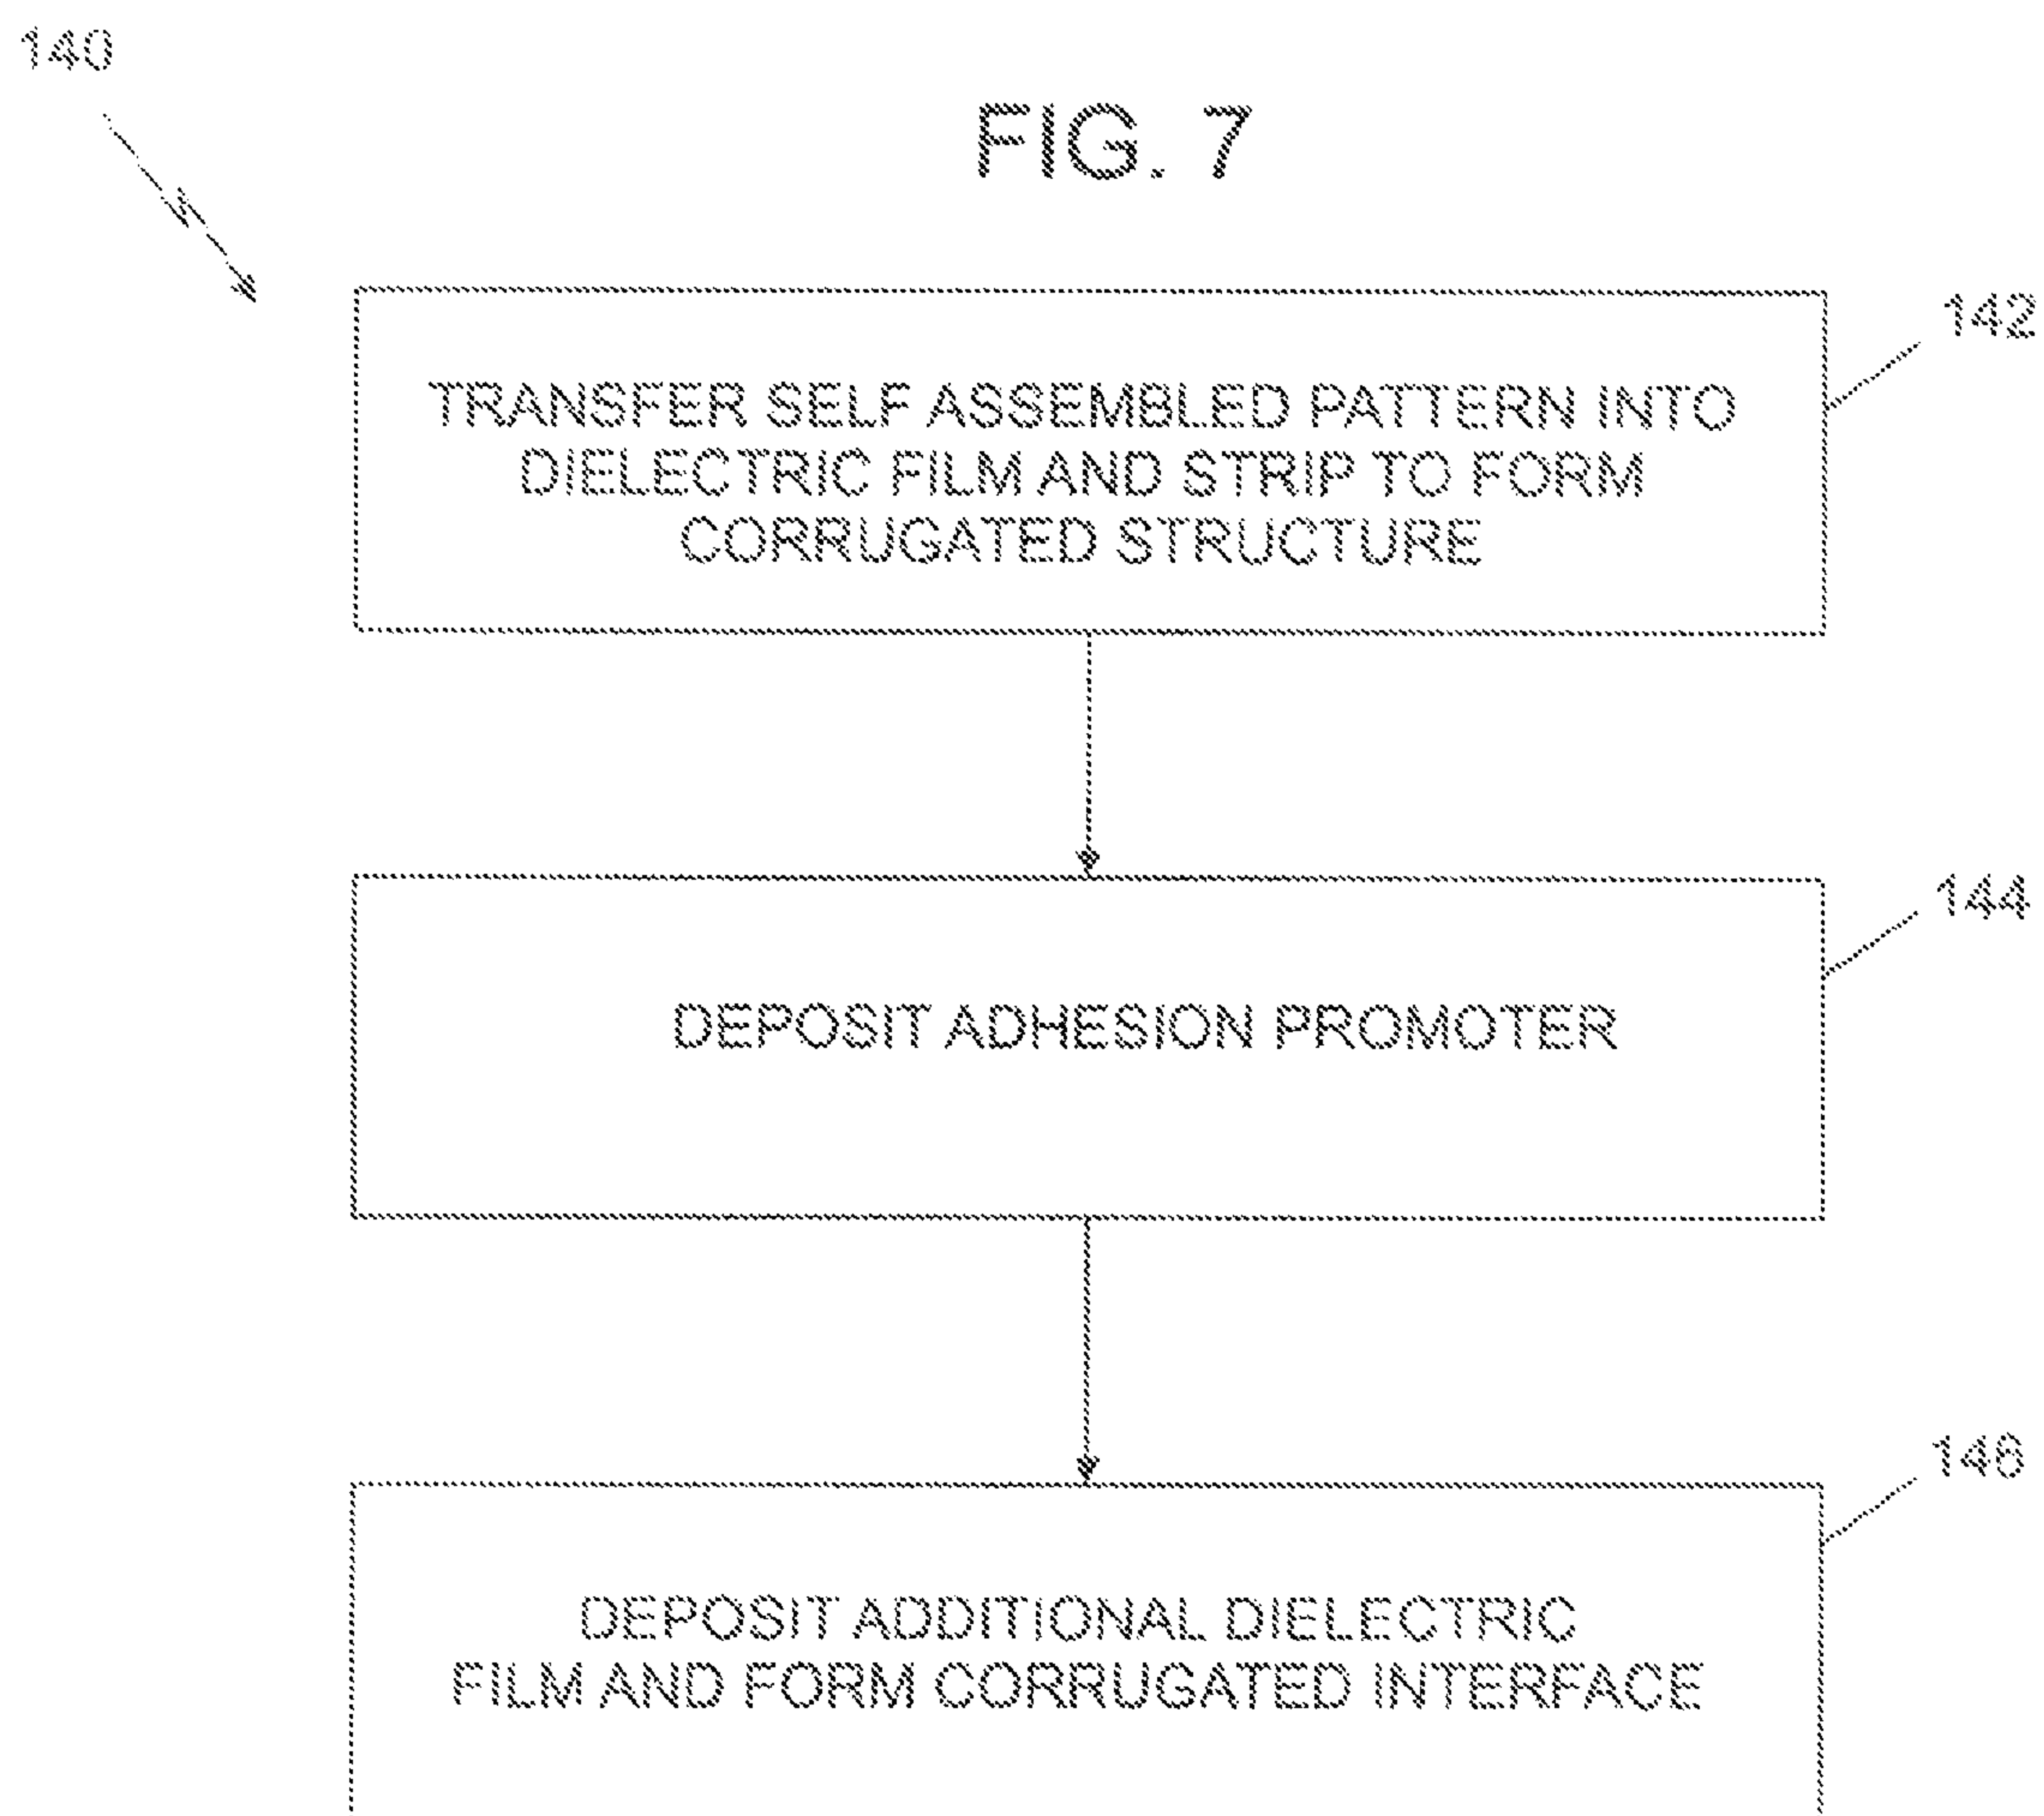 140
FIG. 7
142
TRANSFER SELF ASSEMBLED PATTERN INTO
DIELECTRIC FILM AND STRIP TO FORM
CORRUGATED STRUCTURE
144
DEPOSIT ADHESION PROMOTER
146
DEPOSIT ADDITIONAL DIELECTRIC
FILM AND FORM CORRUGATED INTERFACE